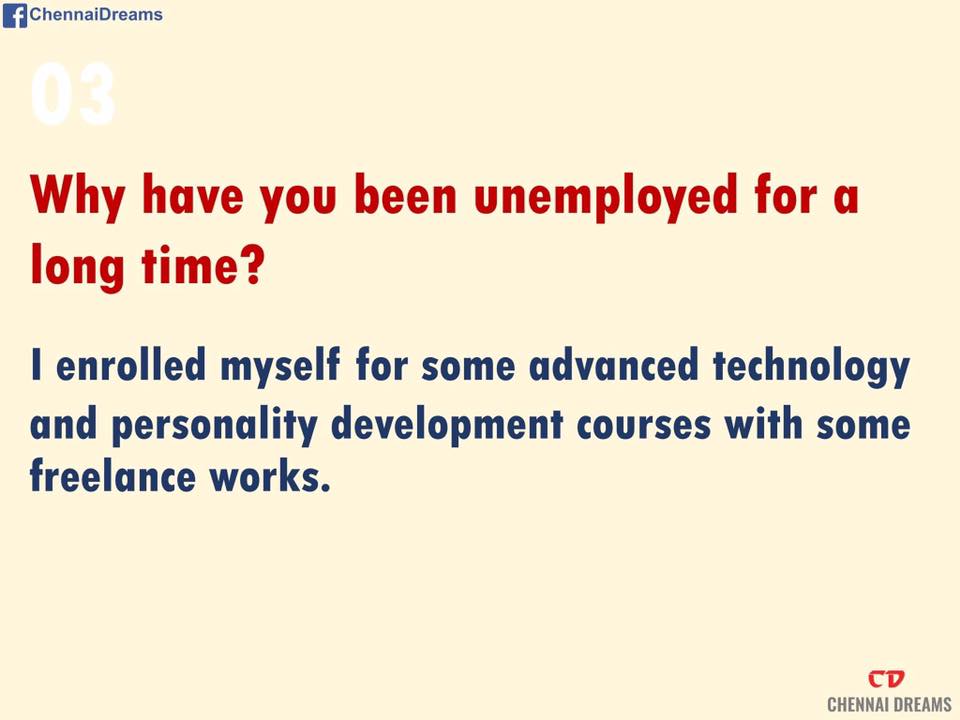 ChennaiDreams
03
Why have you been unemployed for a
long time?
I enrolled myself for some advanced technology
and personality development courses with some
freelance works.
CD
CHENNAI DREAMS